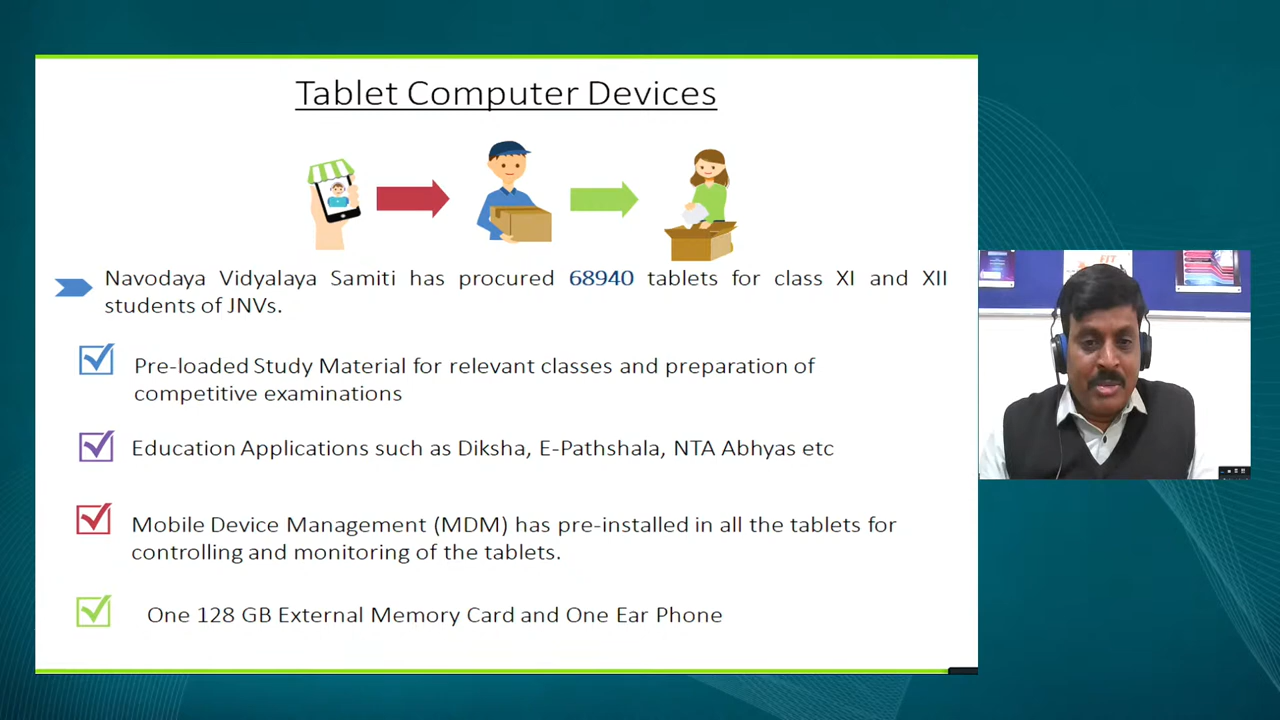 Tablet Computer Devices
Navodaya Vidyalaya Samiti has procured 68940 tablets for class XI and XII
students of JNVs.
Pre-loaded Study Material for relevant classes and preparation of
competitive examinations
Education Applications such as Diksha, E-Pathshala, NTA Abhyas etc
Mobile Device Management (MDM) has pre-installed in all the tablets for
controlling and monitoring of the tablets.
One 128 GB External Memory Card and One Ear Phone